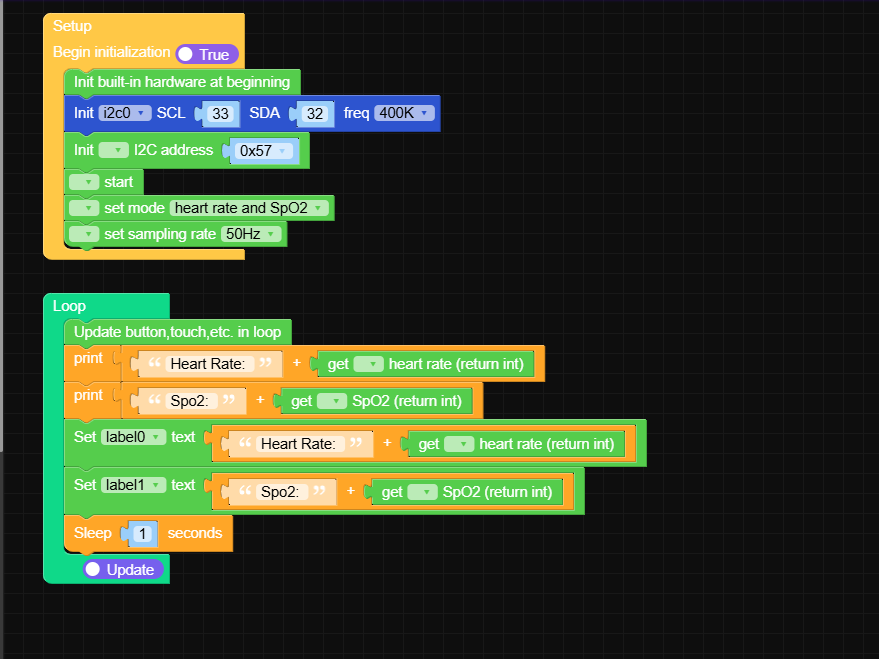 Setup
Begin initialization True
Init built-in hardware at beginning
Init i2c0 SCL 33 SDA 32 freq 400K
Init I2C address 0x57
start
set mode heart rate and SpO2
set sampling rate 50Hz
Loop
Update button,touch,etc. in loop
print “ Heart Rate: ” + get heart rate (return int)
print “ Spo2: ” + get SpO2 (return int)
Set label0 text “ Heart Rate: ” + get heart rate (return int)
Set label1 text “ Spo2: ” + get SpO2 (return int)
Sleep 1 seconds
Update